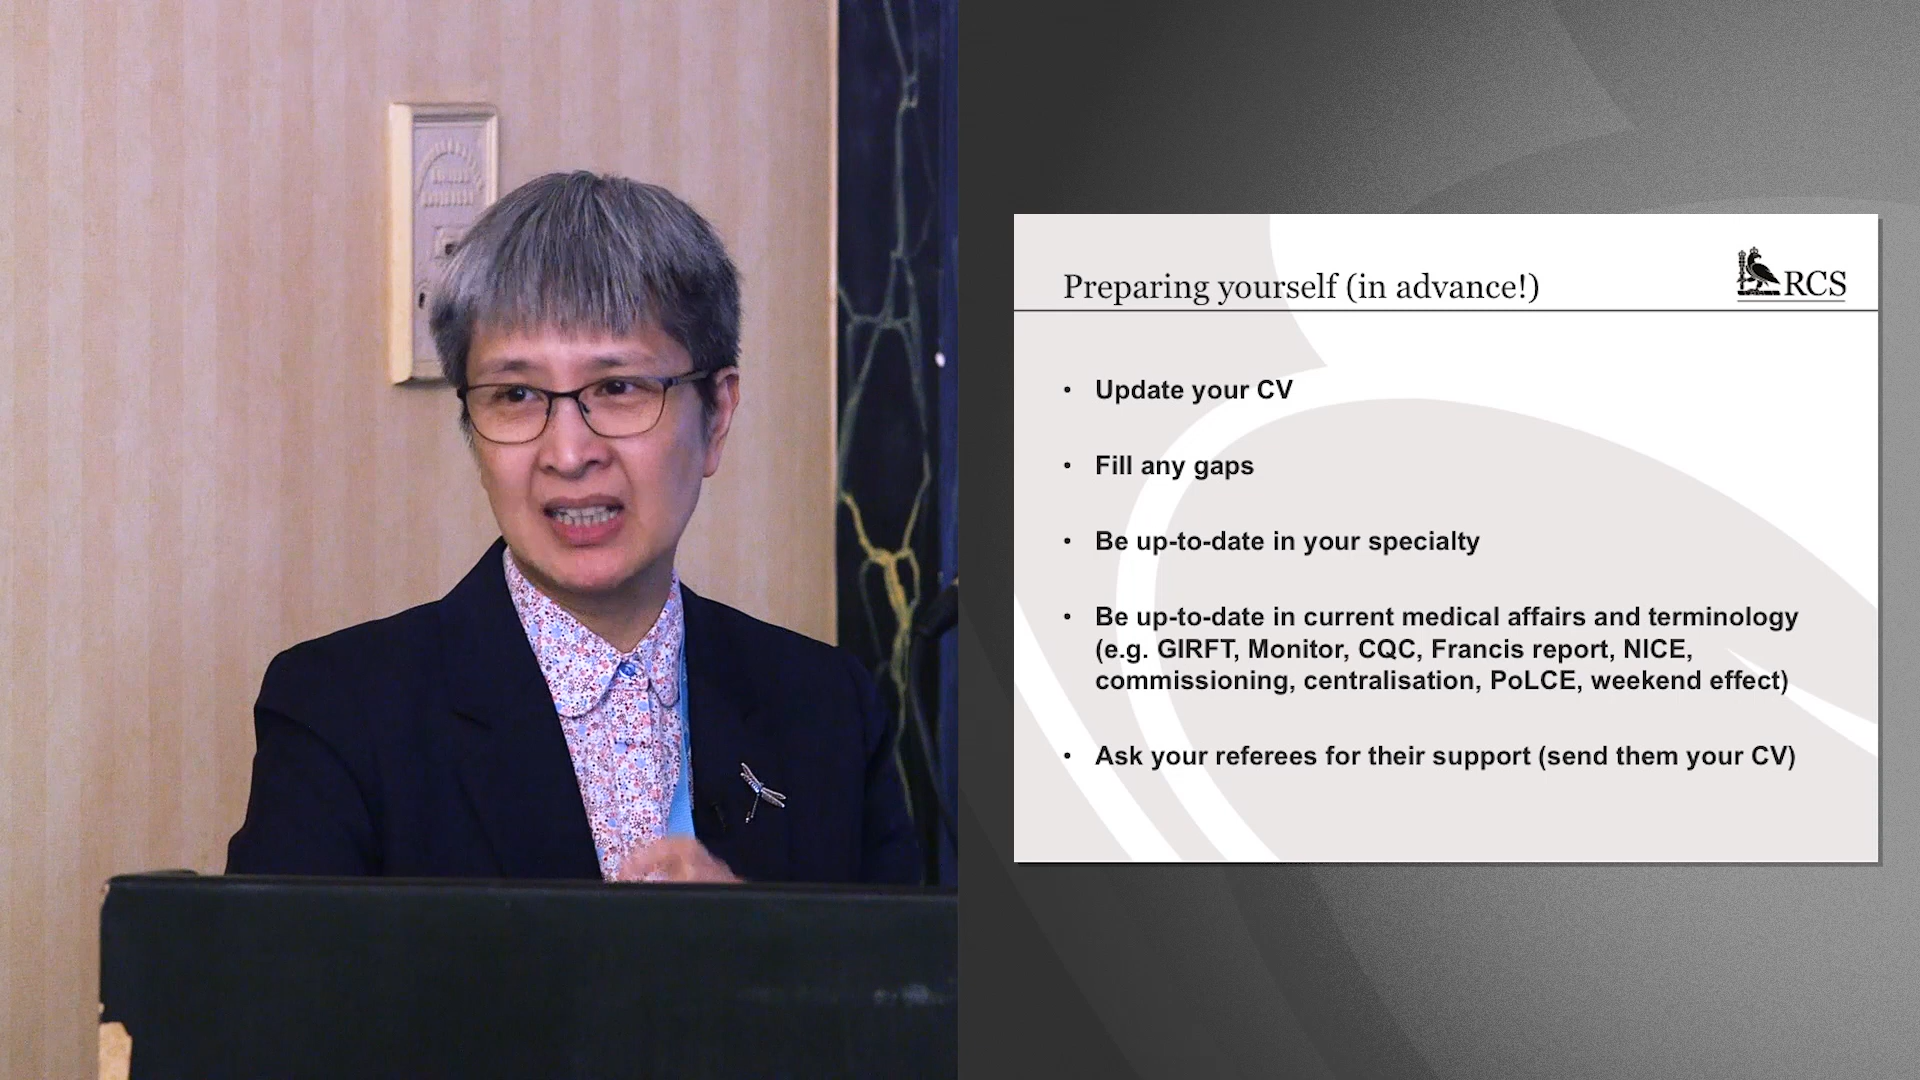 Preparing yourself (in advance!)
RCS
• Update your CV
• Fill any gaps
• Be up-to-date in your specialty
• Be up-to-date in current medical affairs and terminology
(e.g. GIRFT, Monitor, CQC, Francis report, NICE,
commissioning, centralisation, PoLCE, weekend effect)
• Ask your referees for their support (send them your CV)